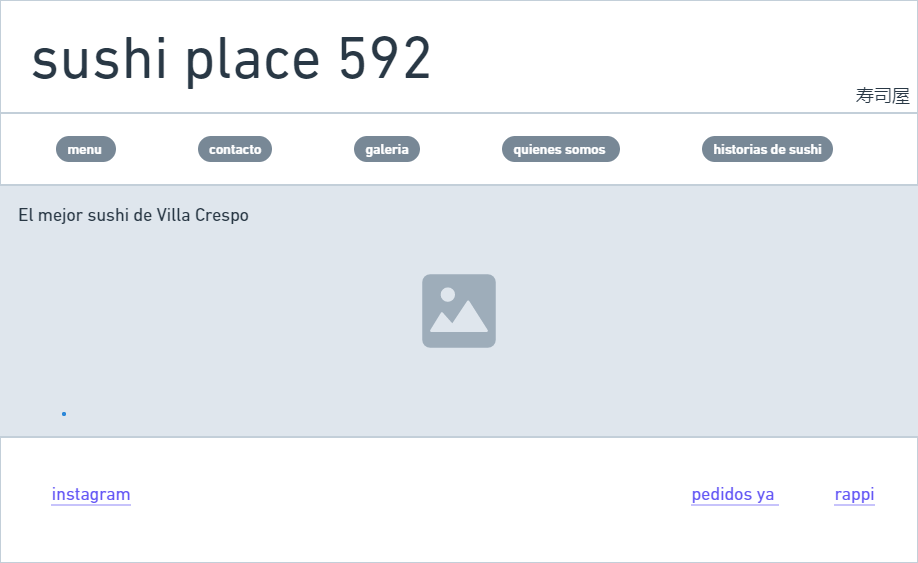 sushi place 592
寿司屋
menu contacto galeria quienes somos historias de sushi
El mejor sushi de Villa Crespo
instagram pedidos ya rappi